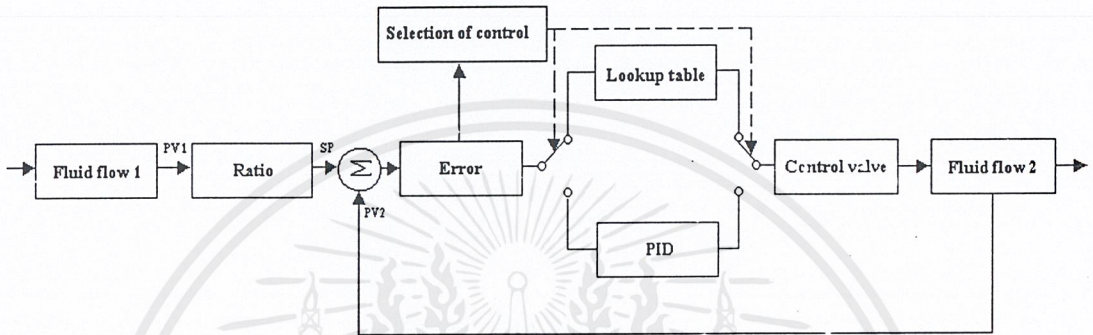 Selection of control
Lookup table
Fluid flow 1
PV1
Ratio
SP
Σ
PV2
Error
PID
Control valve
Fluid flow 2